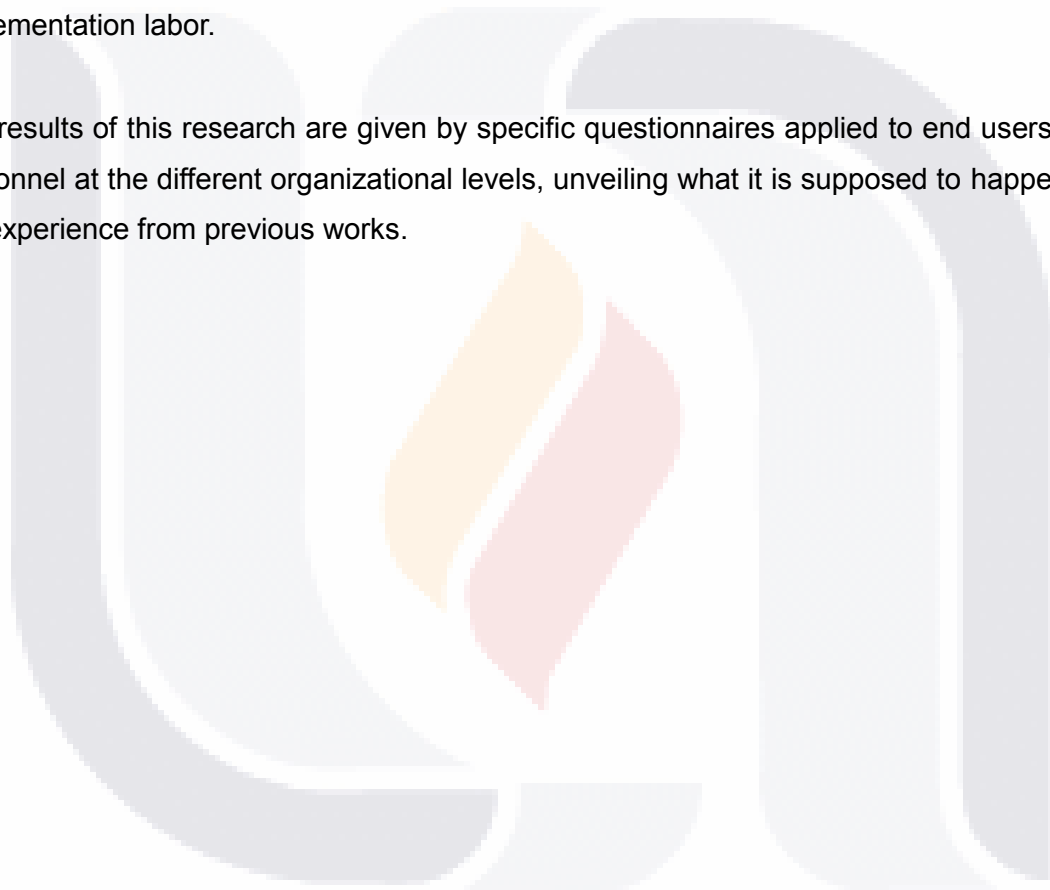 ementation labor.
results of this research are given by specific questionnaires applied to end users
onnel at the different organizational levels, unveiling what it is supposed to happe
experience from previous works.